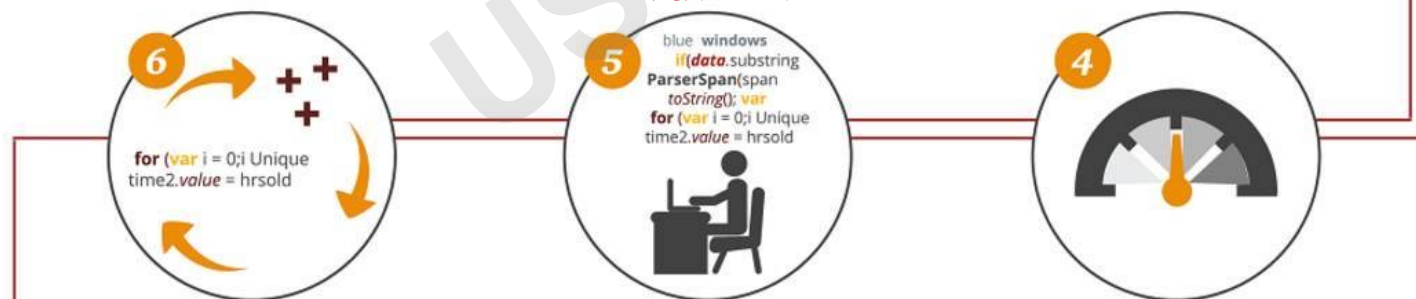 6
for (var i = 0;i Unique
time2.value = hrsold
5
blue windows
if(data.substring
ParserSpan(span
toString(); var
for (var i = 0;i Unique
time2.value = hrsold
4